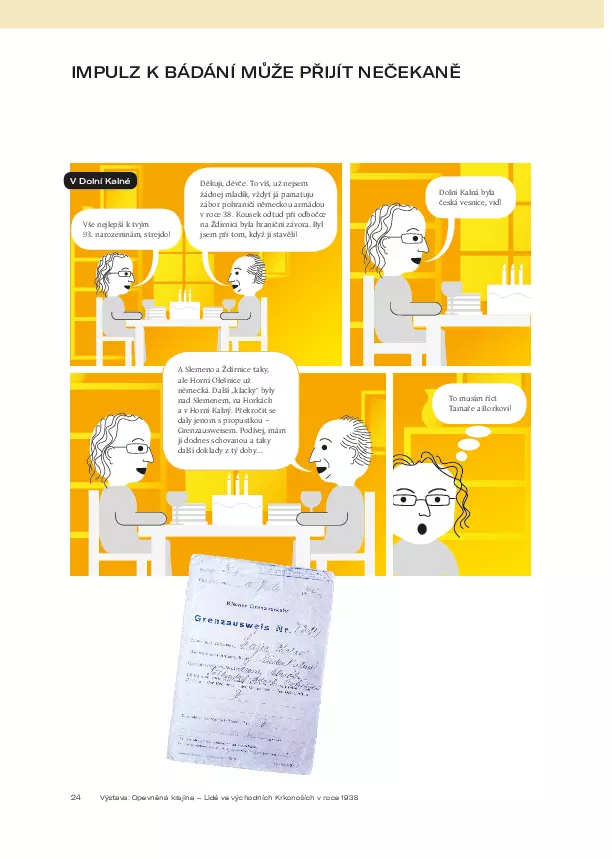 IMPULZ K BÁDÁNÍ MŮŽE PŘIJÍT NEČEKANĚ
V Dolní Kalné
Vše nejlepší k tvým
93. narozeninám, strejdo!
Děkuji, děvče. To víš, už nejsem
žádnej mladík, vždyť já pamatuju
zábor pohraničí německou armádou
v roce 38. Kousek odtud při odbočce
na Ždírnici byla hraniční závora. Byl
jsem při tom, když jí stavěli!
Dolní Kalná byla
česká vesnice, viď!
A Slemeno a Ždírnice taky,
ale Horní Olešnice už
německá. Další „klacky“ byly
nad Slemenem, na Horkách
a v Horní Kalný. Překročit se
daly jenom s propustkou –
Grenzausweisem. Podívej, mám
jí dodnes schovanou a taky
další doklady z tý doby...
To musím říct
Tamaře a Bořkovi!
Kleiner Grenzverkehr
Grenzausweis Nr.
24 Výstava: Opevněná krajina – Lidé ve východních Krkonoších v roce 1938